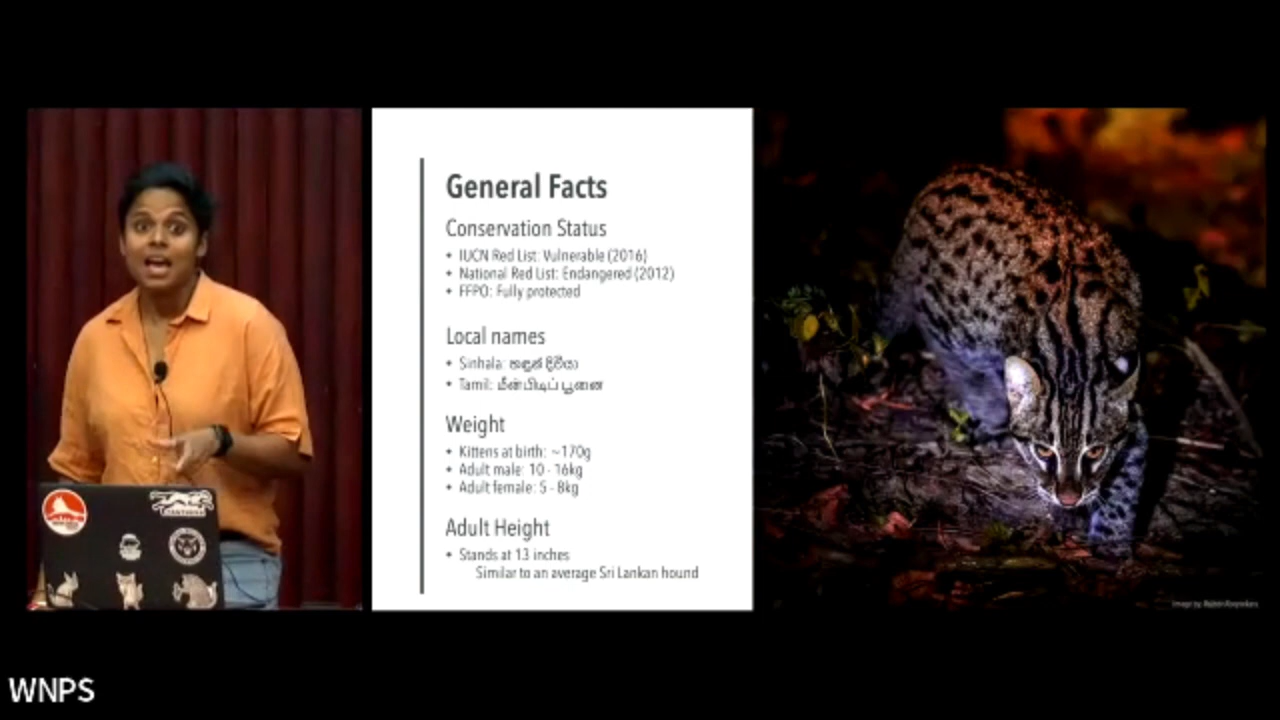 General Facts
Conservation Status
• IUCN Red List: Vulnerable (2016)
• National Red List: Endangered (2012)
• FFPO: Fully protected
Local names
• Sinhala: හඳුන් දිවියා
• Tamil: மீன்பிடிப் பூனை
Weight
• Kittens at birth: ~170g
• Adult male: 10 - 16kg
• Adult female: 5 - 8kg
Adult Height
• Stands at 13 inches
Similar to an average Sri Lankan hound
Image by:
WNPS